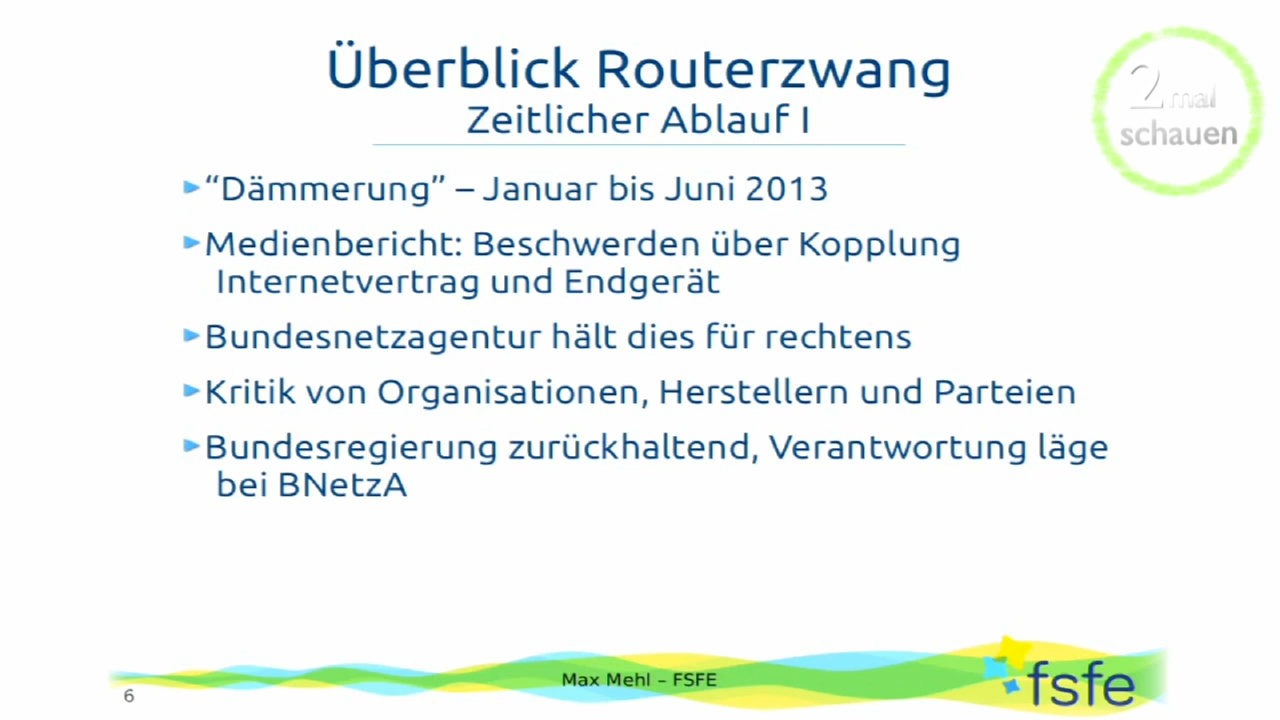 Überblick Routerzwang
Zeitlicher Ablauf I
2 mal
schauen
“Dämmerung” – Januar bis Juni 2013
Medienbericht: Beschwerden über Kopplung
Internetvertrag und Endgerät
Bundesnetzagentur hält dies für rechtens
Kritik von Organisationen, Herstellern und Parteien
Bundesregierung zurückhaltend, Verantwortung läge
bei BNetzA
Max Mehl – FSFE
fsfe
6